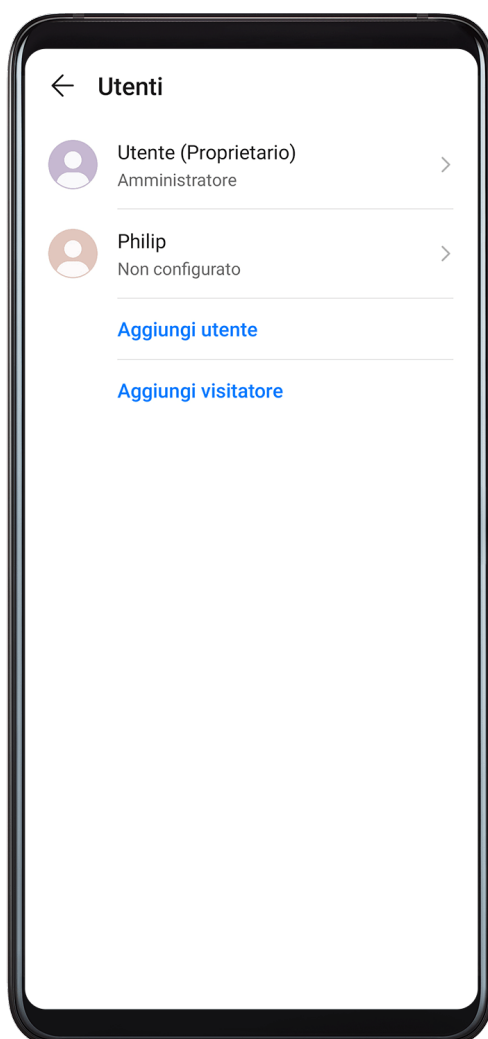 Utenti
Utente (Proprietario)
Amministratore
Philip
Non configurato
Aggiungi utente
Aggiungi visitatore